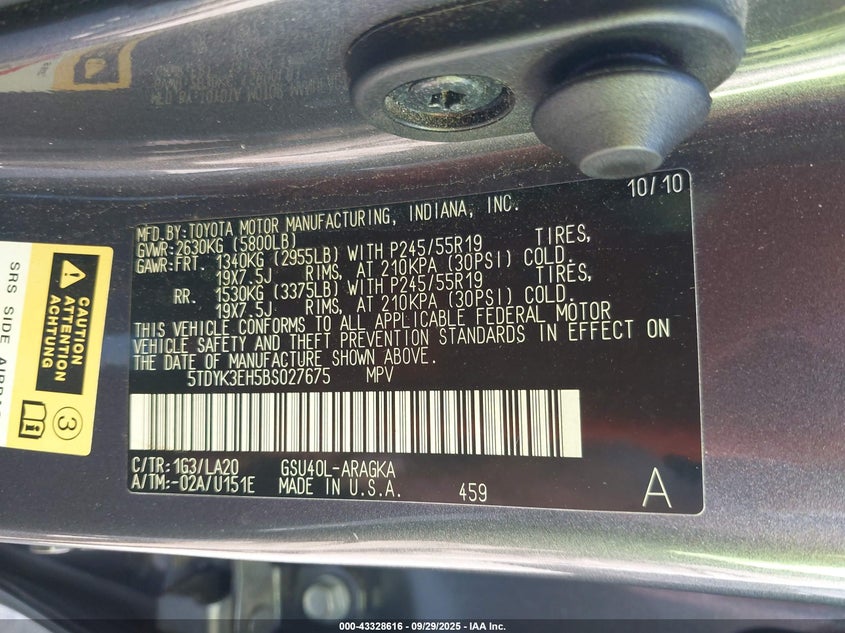 10/10
MFD.BY:TOYOTA MOTOR MANUFACTURING, INDIANA, INC.
GVWR:2630KG (5800LB)
GAWR:FRT. 1340KG (2955LB) WITH P245/55R19 TIRES,
19X7.5J RIMS, AT 210KPA (30PSI) COLD.
RR. 1530KG (3375LB) WITH P245/55R19 TIRES,
19X7.5J RIMS, AT 210KPA (30PSI) COLD.
THIS VEHICLE CONFORMS TO ALL APPLICABLE FEDERAL MOTOR
VEHICLE SAFETY AND THEFT PREVENTION STANDARDS IN EFFECT ON
THE DATE OF MANUFACTURE SHOWN ABOVE.
5TDYK3EH5BS027675 MPV
C/TR:1G3/LA20 GSU40L-ARAGKA
A/TM:-02A/U151E MADE IN U.S.A. 459 A
CAUTION
ATTENTION
ACHTUNG
3
SRS SIDE
000-43328616 - 09/29/2025 - IAA Inc.